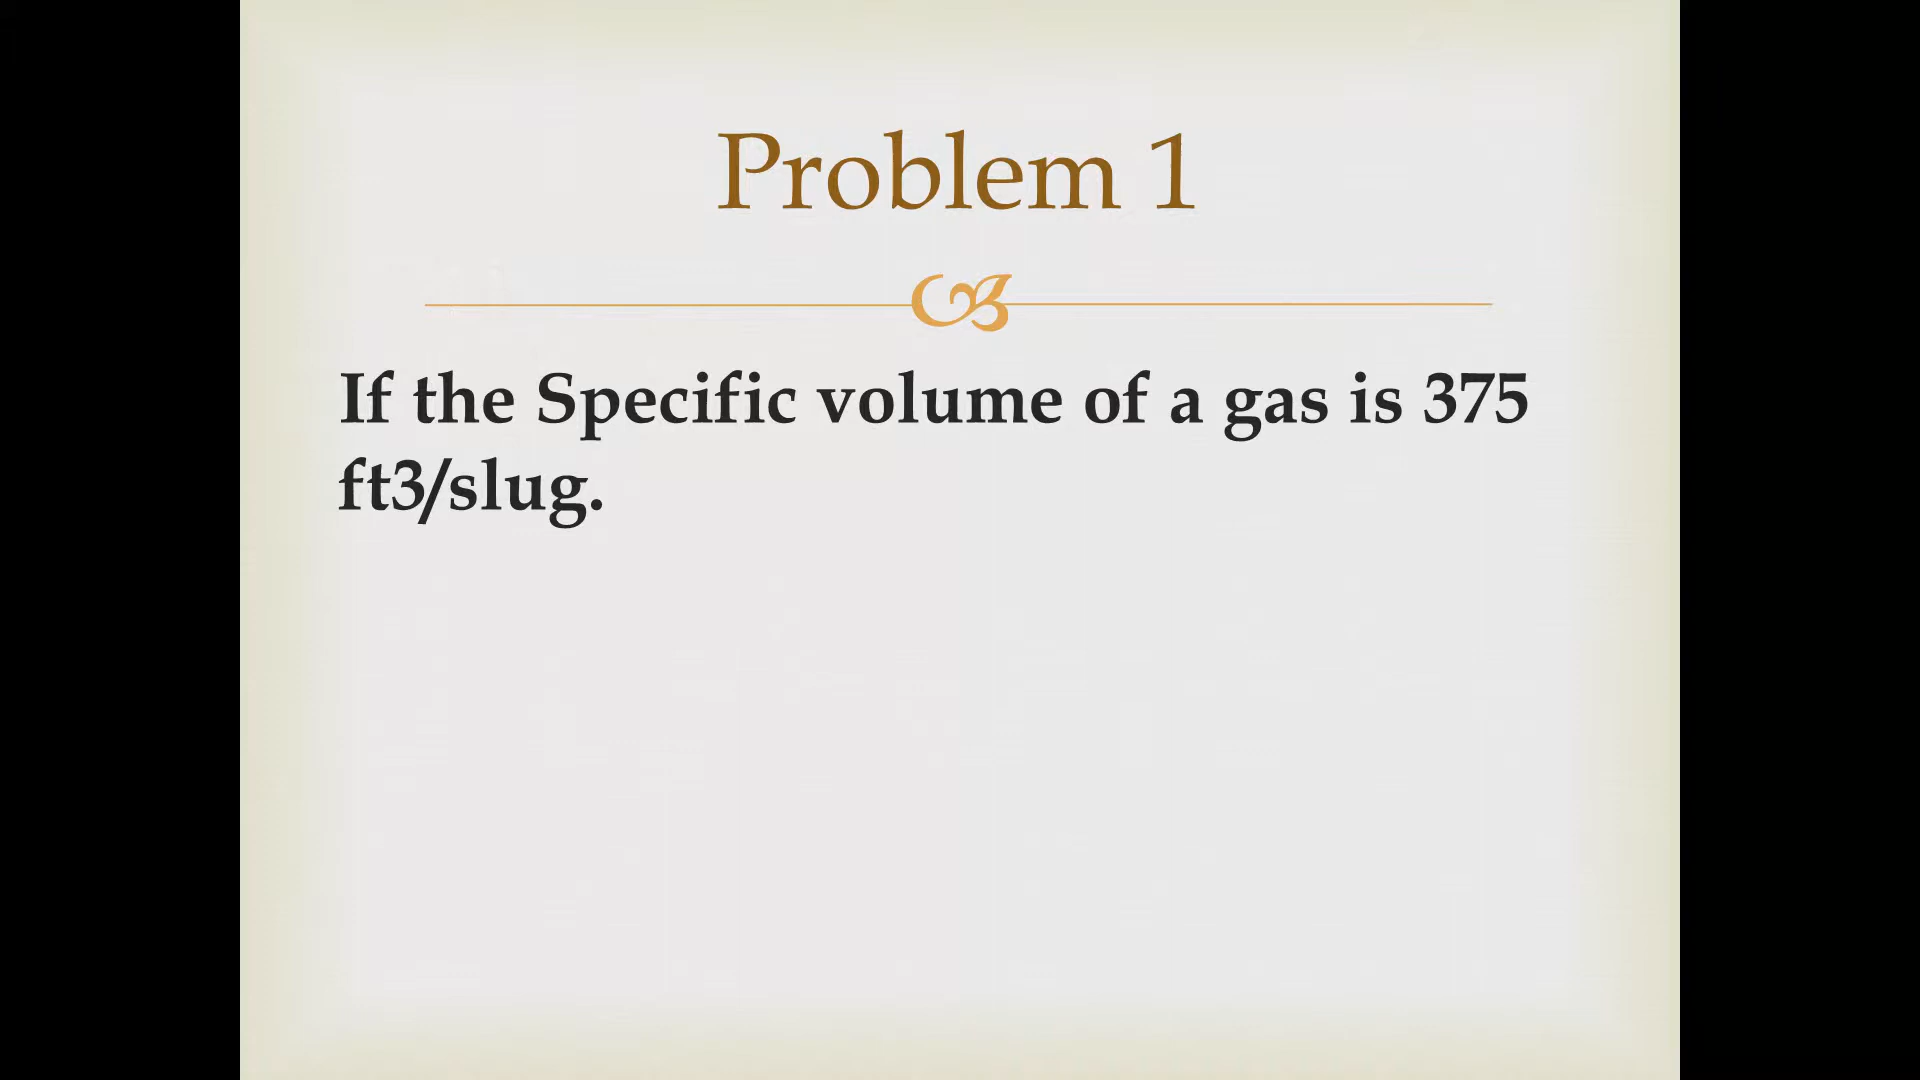 Problem 1
If the Specific volume of a gas is 375
ft3/slug.